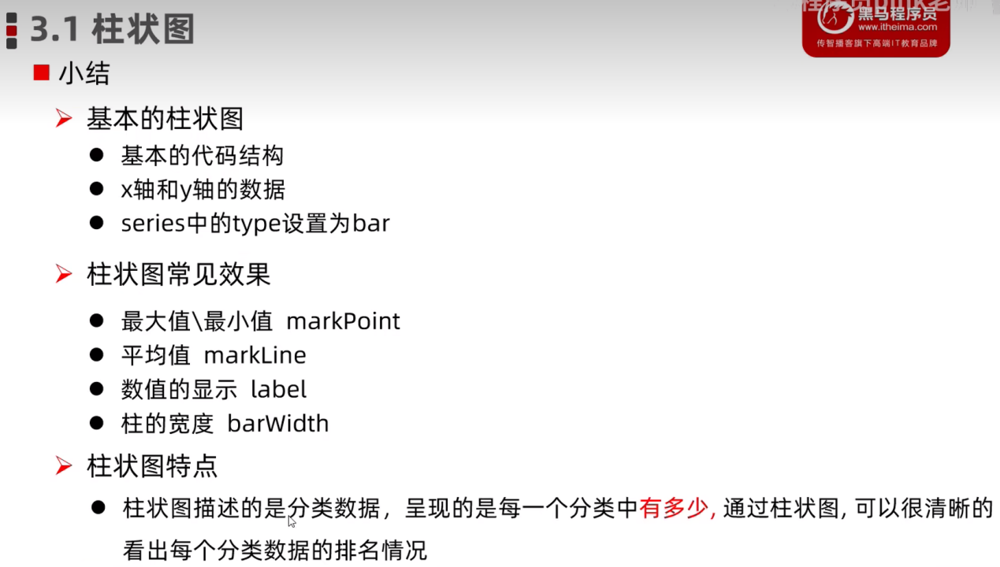 3.1 柱状图
黑马程序员
www.itheima.com
传智播客旗下高端IT教育品牌
小结
基本的柱状图
基本的代码结构
x轴和y轴的数据
series中的type设置为bar
柱状图常见效果
最大值\最小值 markPoint
平均值 markLine
数值的显示 label
柱的宽度 barWidth
柱状图特点
柱状图描述的是分类数据，呈现的是每一个分类中有多少, 通过柱状图, 可以很清晰的
看出每个分类数据的排名情况